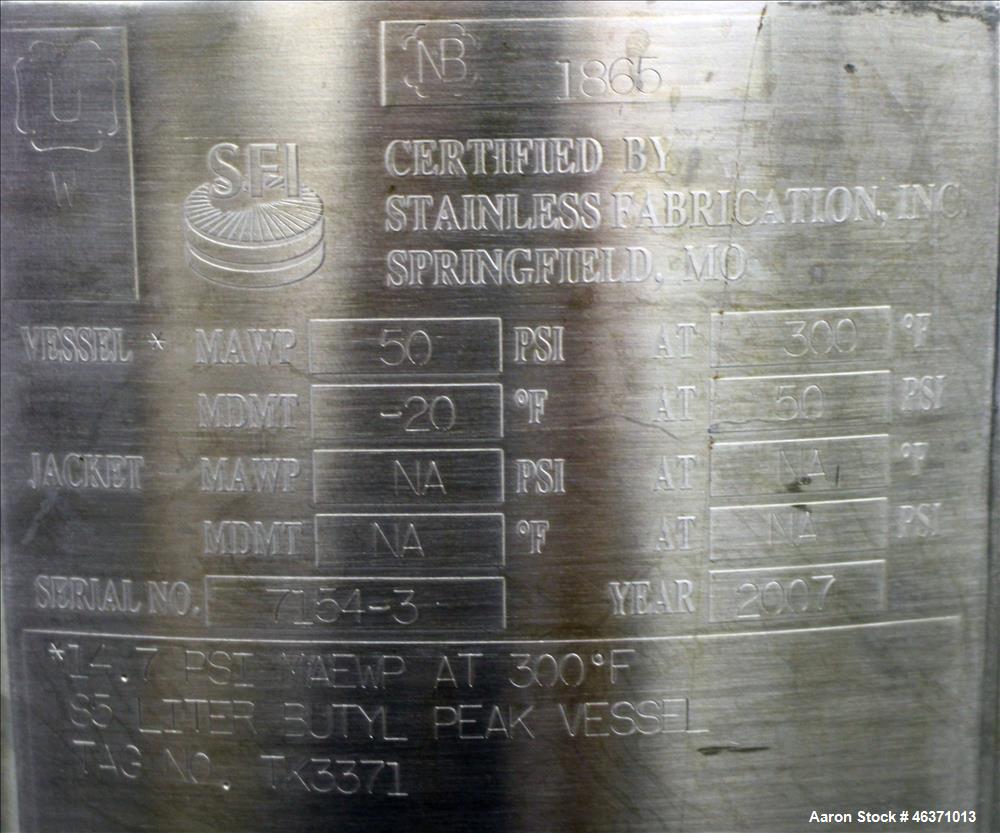 U
W
NB 1865
SFI
CERTIFIED BY
STAINLESS FABRICATION, INC.
SPRINGFIELD, MO
VESSEL * MAWP 50 PSI AT 300 °F
MDMT -20 °F AT 50 PSI
JACKET MAWP NA PSI AT NA °F
MDMT NA °F AT NA PSI
SERIAL NO. 7154-3 YEAR 2007
*14.7 PSI MAEWP AT 300°F
LITER BUTYL PEAK VESSEL
TAG NO. TK3371
Aaron Stock # 46371013